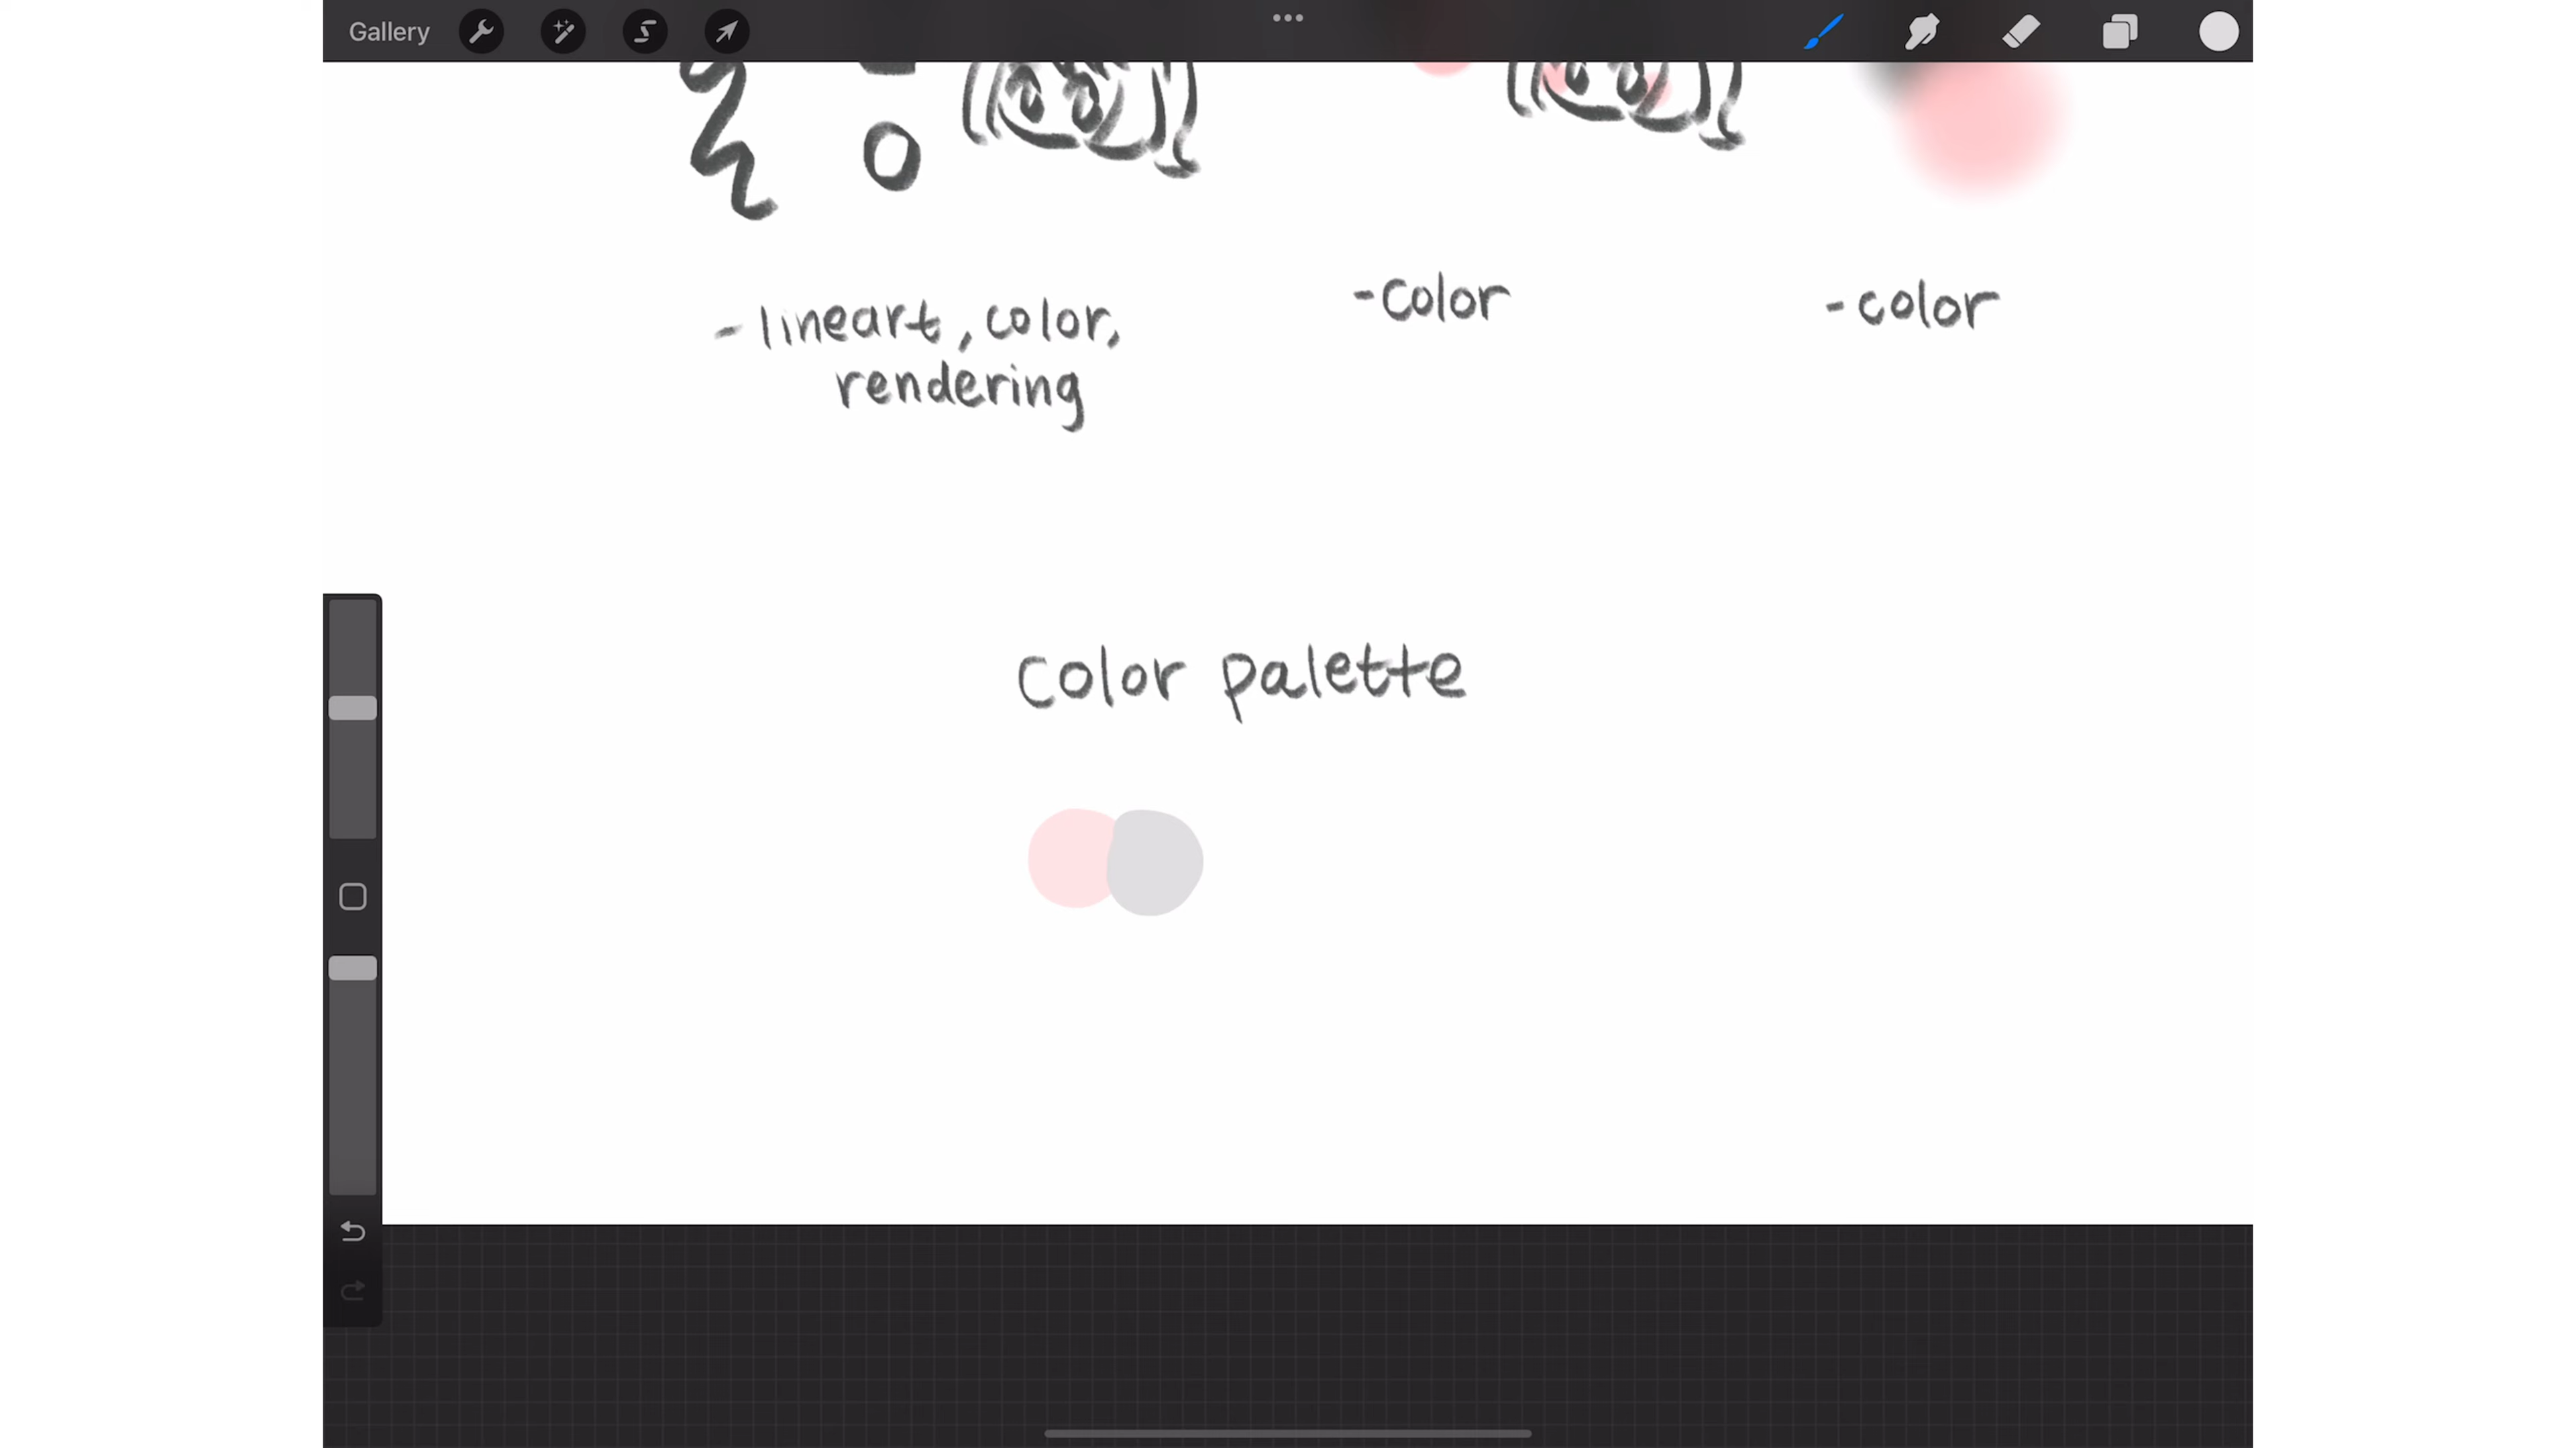 Gallery
- lineart, color,
rendering
- color
- color
color palette